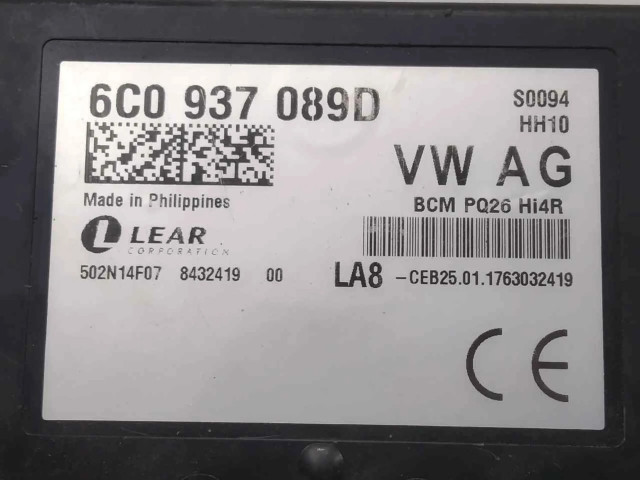 6C0 937 089D
S0094
HH10
VW AG
Made in Philippines
BCM PQ26 Hi4R
LEAR
CORPORATION
502N14F07 8432419 00
LA8 -CEB25.01.1763032419
CE